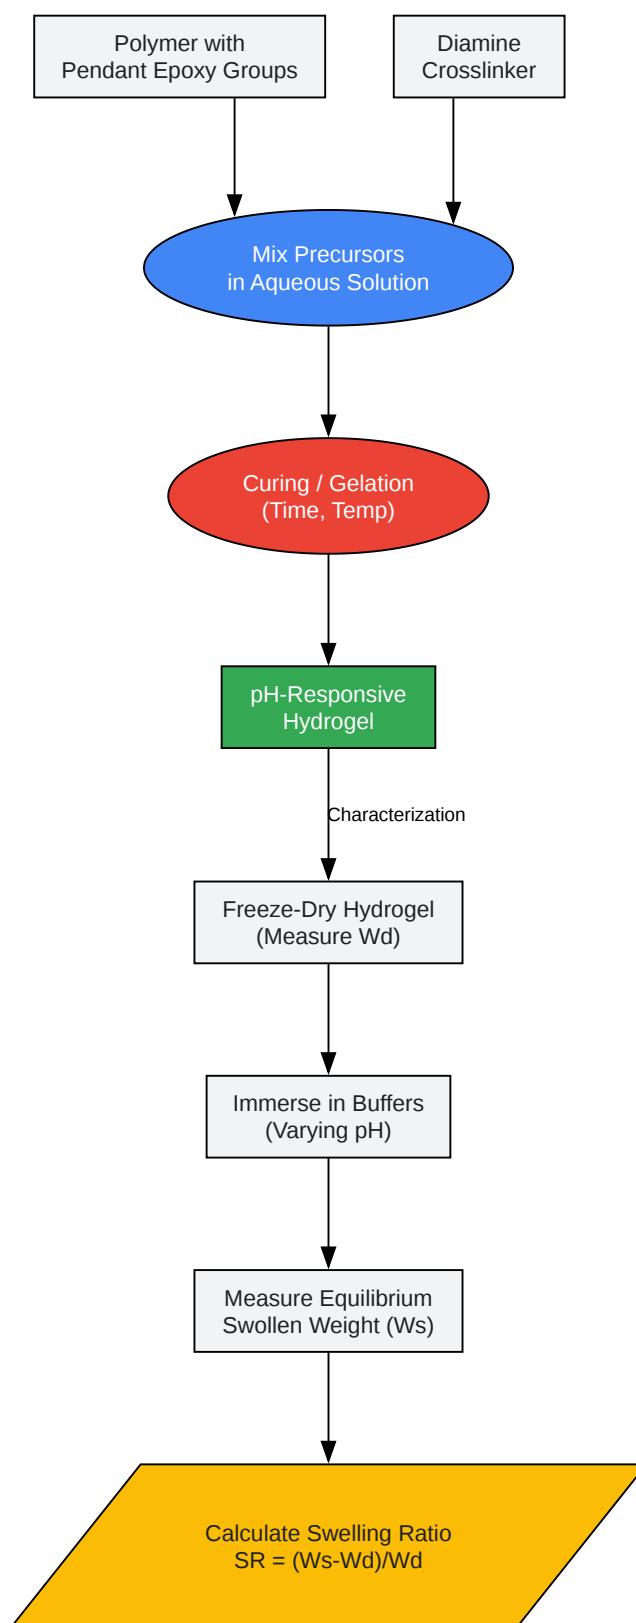 Polymer with
Pendant Epoxy Groups
Diamine
Crosslinker
Mix Precursors
in Aqueous Solution
Curing / Gelation
(Time, Temp)
pH-Responsive
Hydrogel
Characterization
Freeze-Dry Hydrogel
(Measure Wd)
Immerse in Buffers
(Varying pH)
Measure Equilibrium
Swollen Weight (Ws)
Calculate Swelling Ratio
SR = (Ws-Wd)/Wd